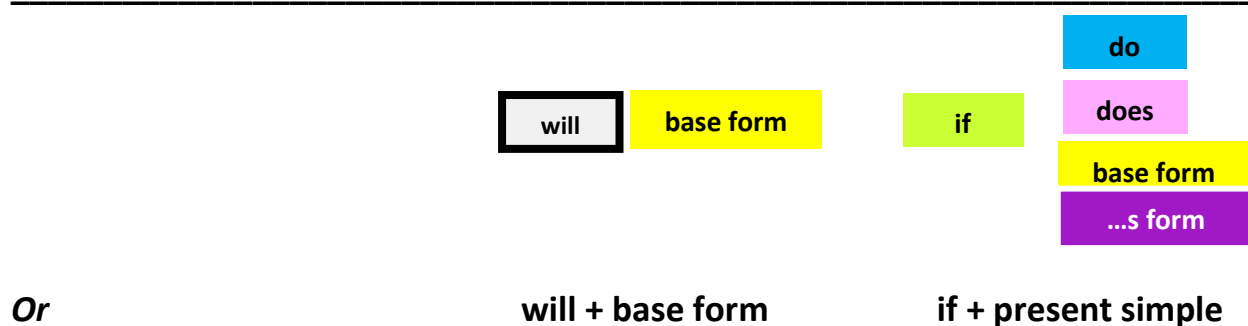 do
will base form if does
base form
...s form
Or will + base form if + present simple